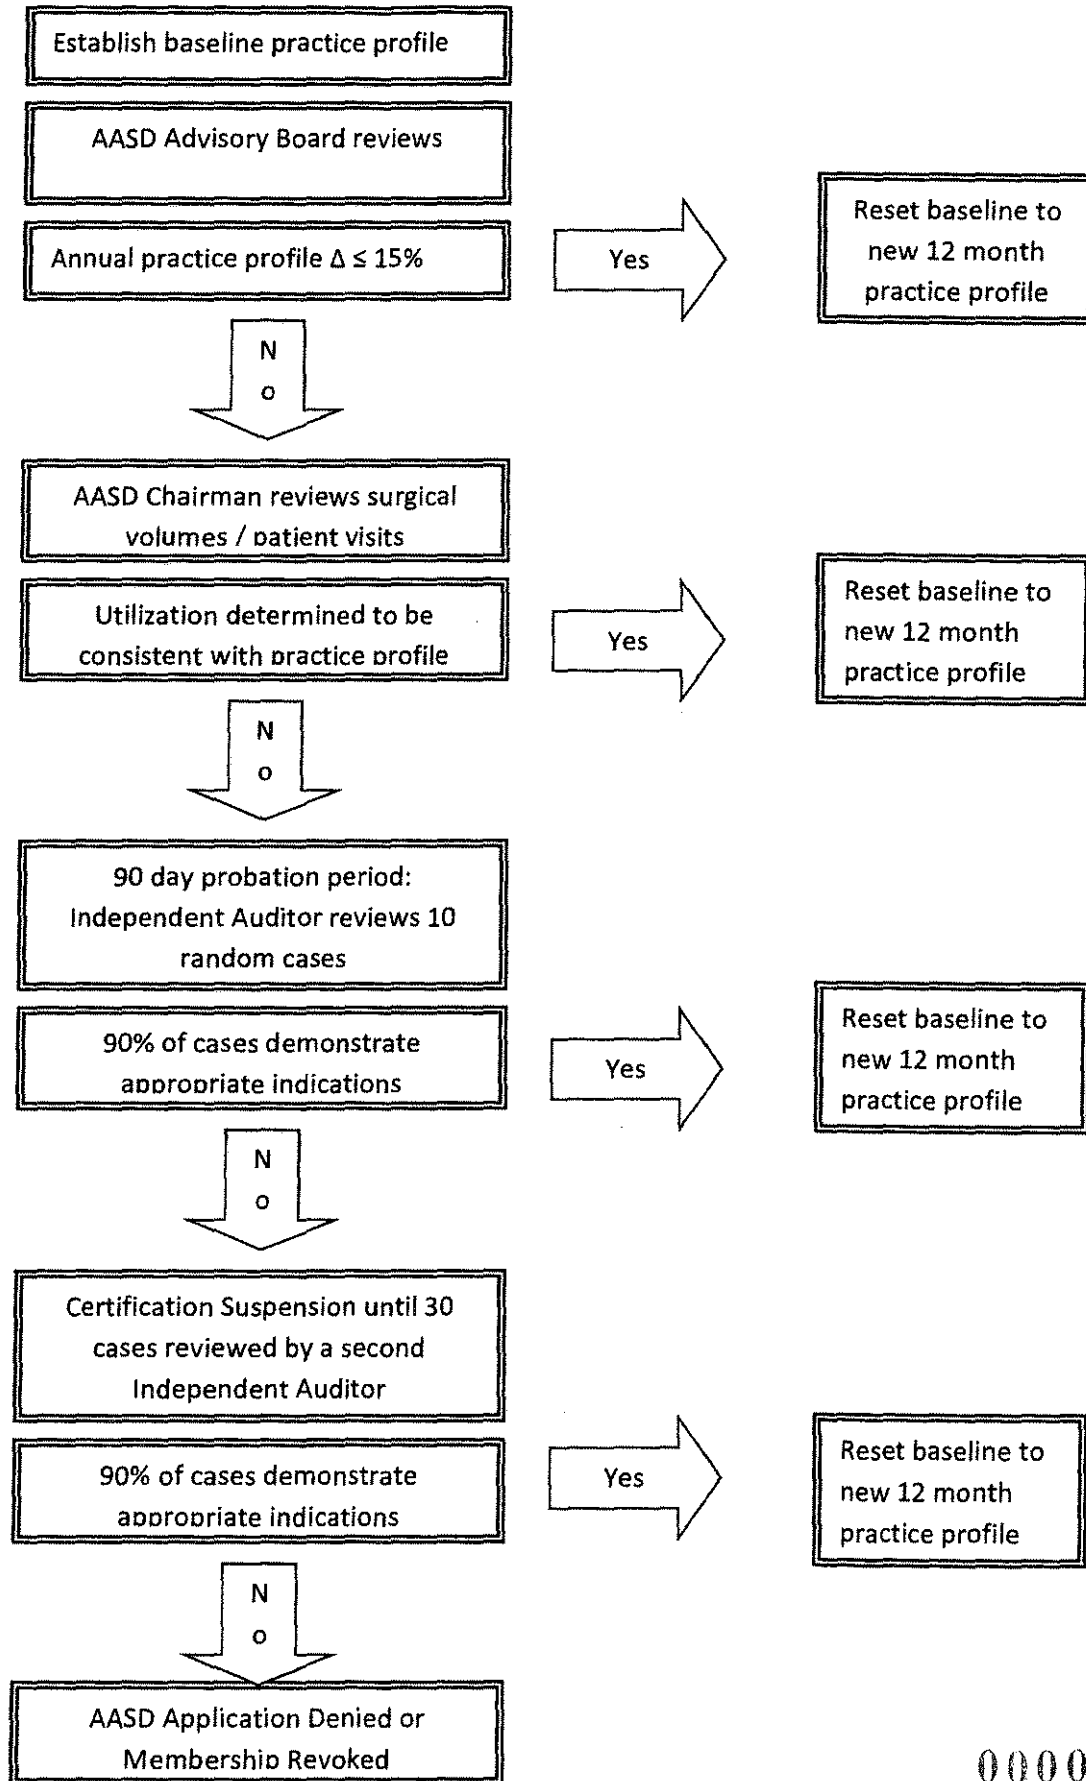 Establish baseline practice profile
AASD Advisory Board reviews
Annual practice profile Δ ≤ 15%
Yes
Reset baseline to
new 12 month
practice profile
N
o
AASD Chairman reviews surgical
volumes / patient visits
Utilization determined to be
consistent with practice profile
Yes
Reset baseline to
new 12 month
practice profile
N
o
90 day probation period:
Independent Auditor reviews 10
random cases
90% of cases demonstrate
appropriate indications
Yes
Reset baseline to
new 12 month
practice profile
N
o
Certification Suspension until 30
cases reviewed by a second
Independent Auditor
90% of cases demonstrate
appropriate indications
Yes
Reset baseline to
new 12 month
practice profile
N
o
AASD Application Denied or
Membership Revoked
0000